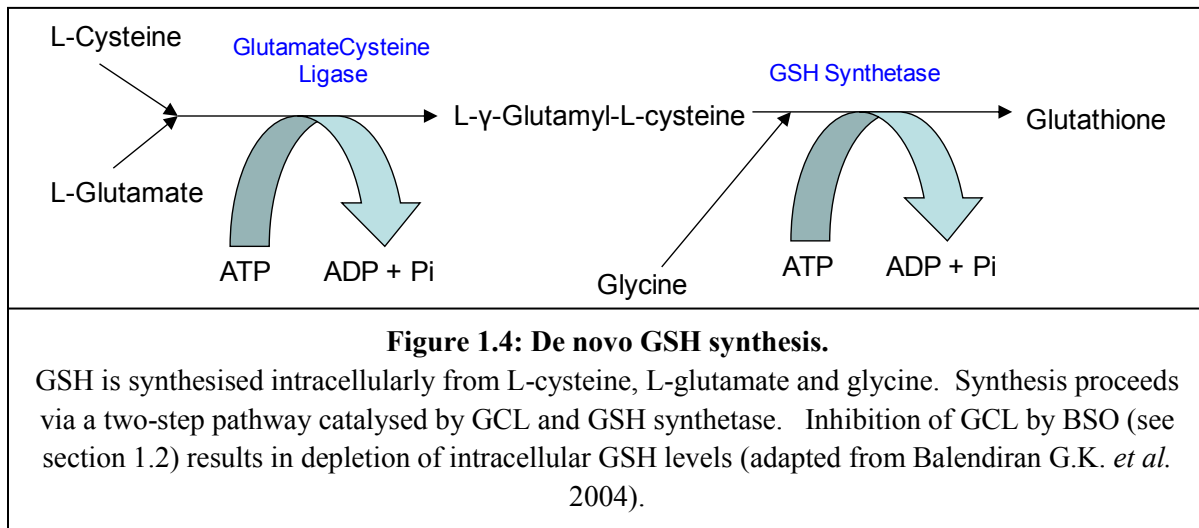 L-Cysteine
GlutamateCysteine
Ligase
GSH Synthetase
L-γ-Glutamyl-L-cysteine
Glutathione
L-Glutamate
ATP
ADP + Pi
Glycine
ATP
ADP + Pi
Figure 1.4: De novo GSH synthesis.
GSH is synthesised intracellularly from L-cysteine, L-glutamate and glycine. Synthesis proceeds
via a two-step pathway catalysed by GCL and GSH synthetase. Inhibition of GCL by BSO (see
section 1.2) results in depletion of intracellular GSH levels (adapted from Balendiran G.K. et al.
2004).